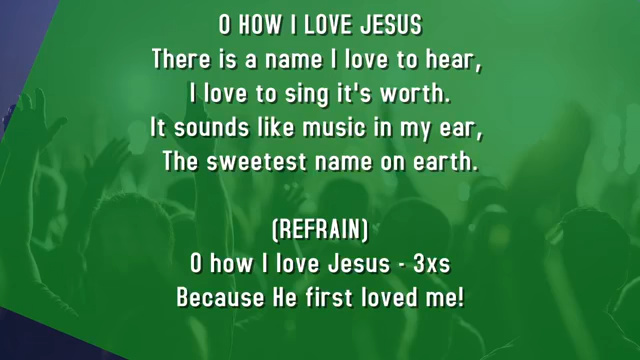 O HOW I LOVE JESUS
There is a name I love to hear,
I love to sing it's worth.
It sounds like music in my ear,
The sweetest name on earth.
(REFRAIN)
O how I love Jesus - 3xs
Because He first loved me!